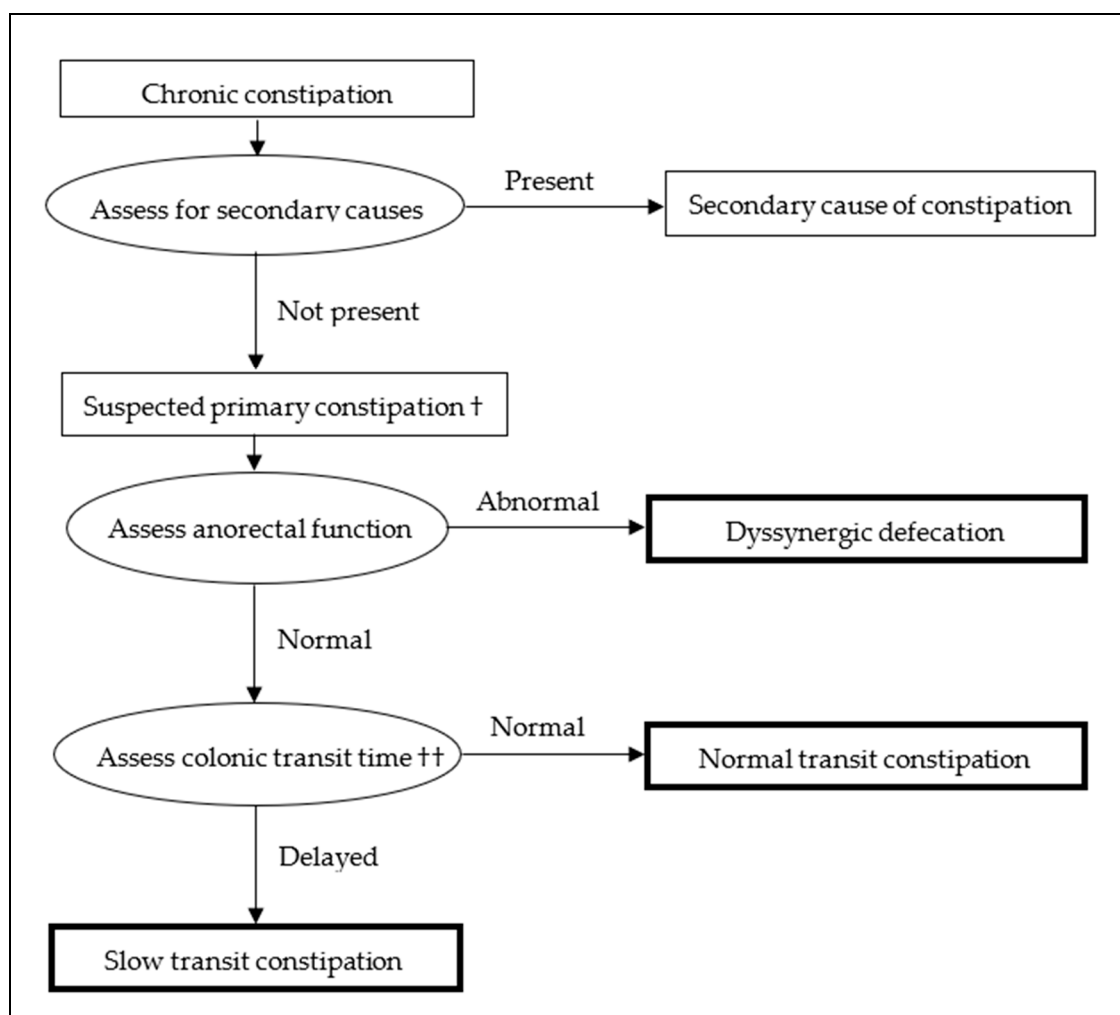 Chronic constipation
Present
Assess for secondary causes
Secondary cause of constipation
Not present
Suspected primary constipation †
Abnormal
Assess anorectal function
Dyssynergic defecation
Normal
Normal
Assess colonic transit time ††
Normal transit constipation
Delayed
Slow transit constipation